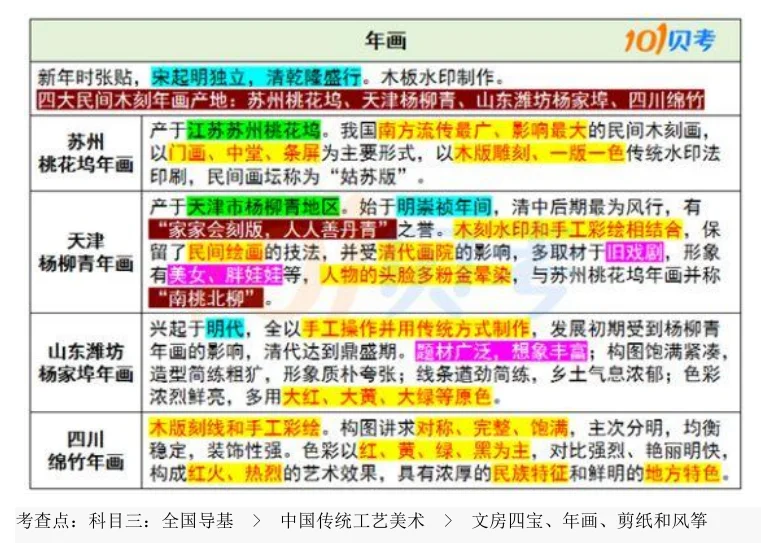 年画
101贝考
新年时张贴，宋起明独立，清乾隆盛行。木板水印制作。
四大民间木刻年画产地：苏州桃花坞、天津杨柳青、山东潍坊杨家埠、四川绵竹
苏州
桃花坞年画
产于江苏苏州桃花坞。我国南方流传最广、影响最大的民间木刻画，
以门画、中堂、条屏为主要形式，以木版雕刻、一版一色传统水印法
印刷，民间画坛称为“姑苏版”。
天津
杨柳青年画
产于天津市杨柳青地区。始于明崇祯年间，清中后期最为风行，有
“家家会刻版，人人善丹青”之誉。木刻水印和手工彩绘相结合，保
留了民间绘画的技法，并受清代画院的影响，多取材于旧戏剧，形象
有美女、胖娃娃等，人物的头脸多粉金晕染，与苏州桃花坞年画并称
“南桃北柳”。
山东潍坊
杨家埠年画
兴起于明代，全以手工操作并用传统方式制作，发展初期受到杨柳青
年画的影响，清代达到鼎盛期。题材广泛，想象丰富；构图饱满紧凑，
造型简练粗犷，形象质朴夸张；线条遒劲简练，乡土气息浓郁；色彩
浓烈鲜亮，多用大红、大黄、大绿等原色。
四川
绵竹年画
木版刻线和手工彩绘。构图讲求对称、完整、饱满，主次分明，均衡
稳定，装饰性强。色彩以红、黄、绿、黑为主，对比强烈、艳丽明快，
构成红火、热烈的艺术效果，具有浓厚的民族特征和鲜明的地方特色。
考查点：科目三：全国导基 > 中国传统工艺美术 > 文房四宝、年画、剪纸和风筝